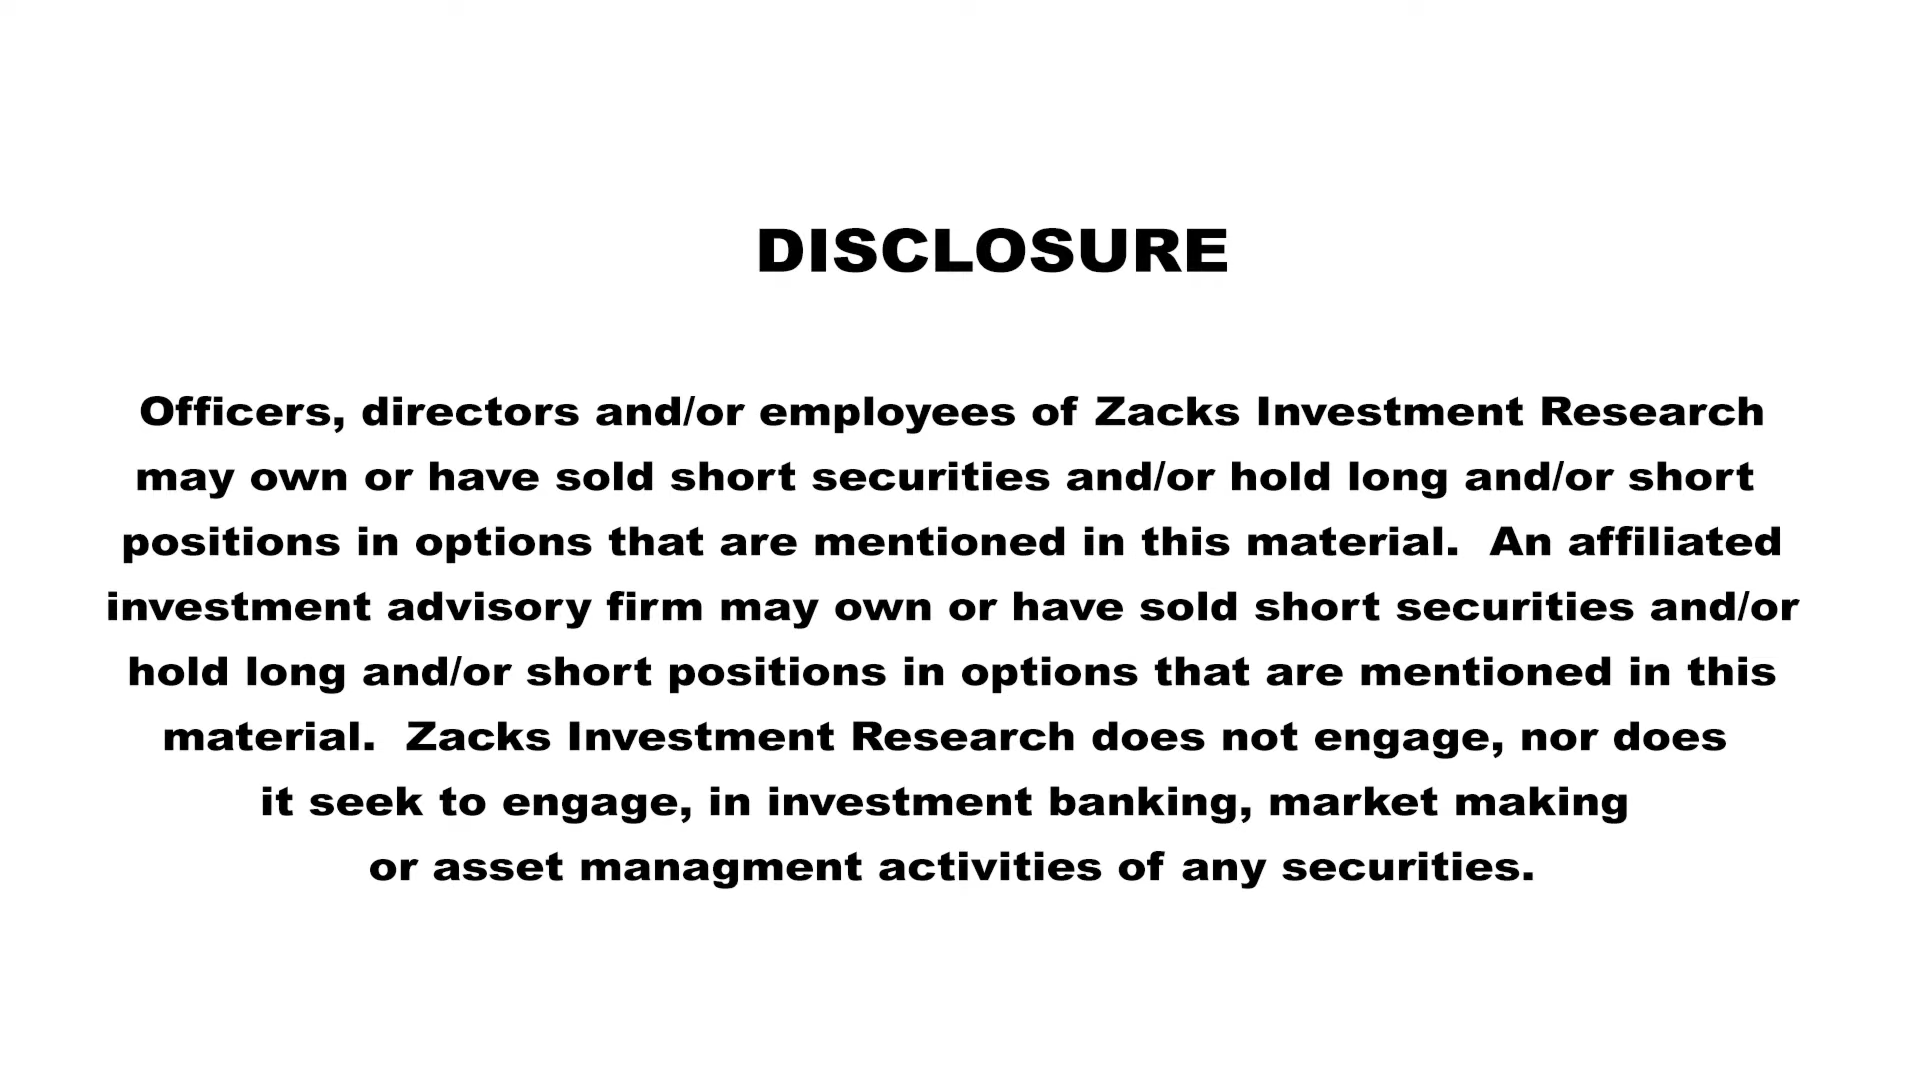 DISCLOSURE
Officers, directors and/or employees of Zacks Investment Research
may own or have sold short securities and/or hold long and/or short
positions in options that are mentioned in this material.  An affiliated
investment advisory firm may own or have sold short securities and/or
hold long and/or short positions in options that are mentioned in this
material.  Zacks Investment Research does not engage, nor does
it seek to engage, in investment banking, market making
or asset managment activities of any securities.